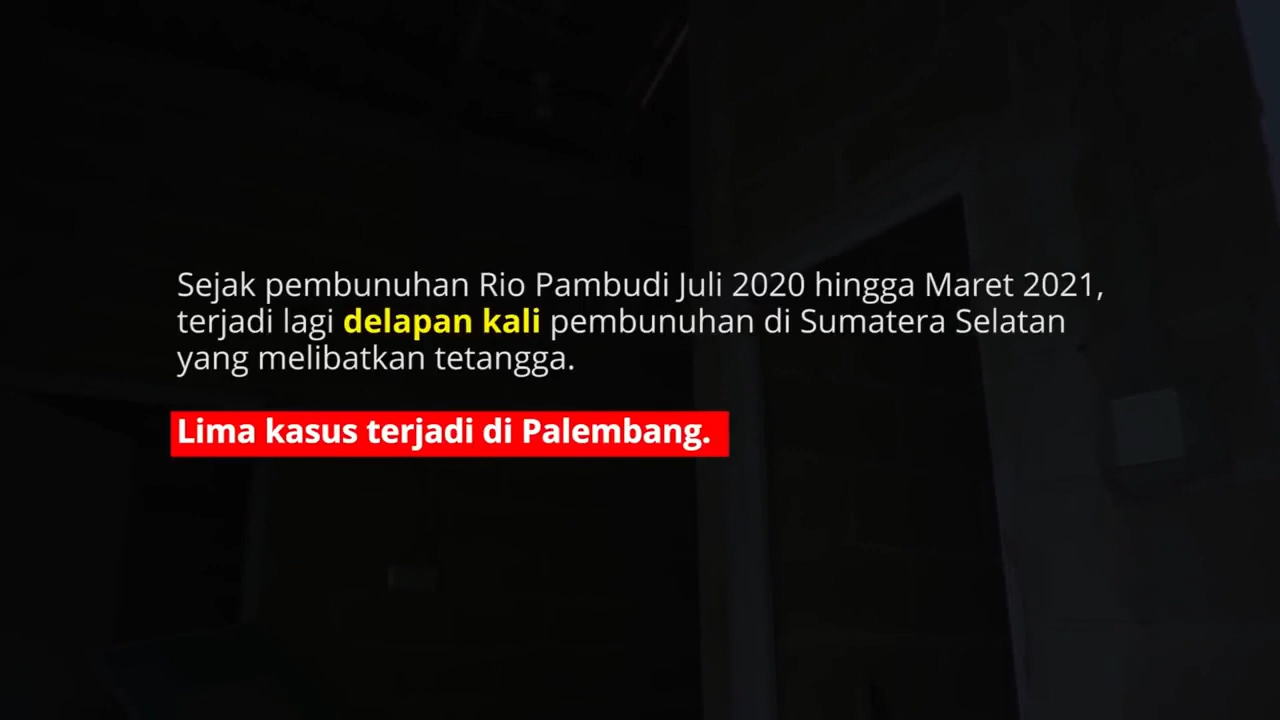 Sejak pembunuhan Rio Pambudi Juli 2020 hingga Maret 2021,
terjadi lagi delapan kali pembunuhan di Sumatera Selatan
yang melibatkan tetangga.
Lima kasus terjadi di Palembang.